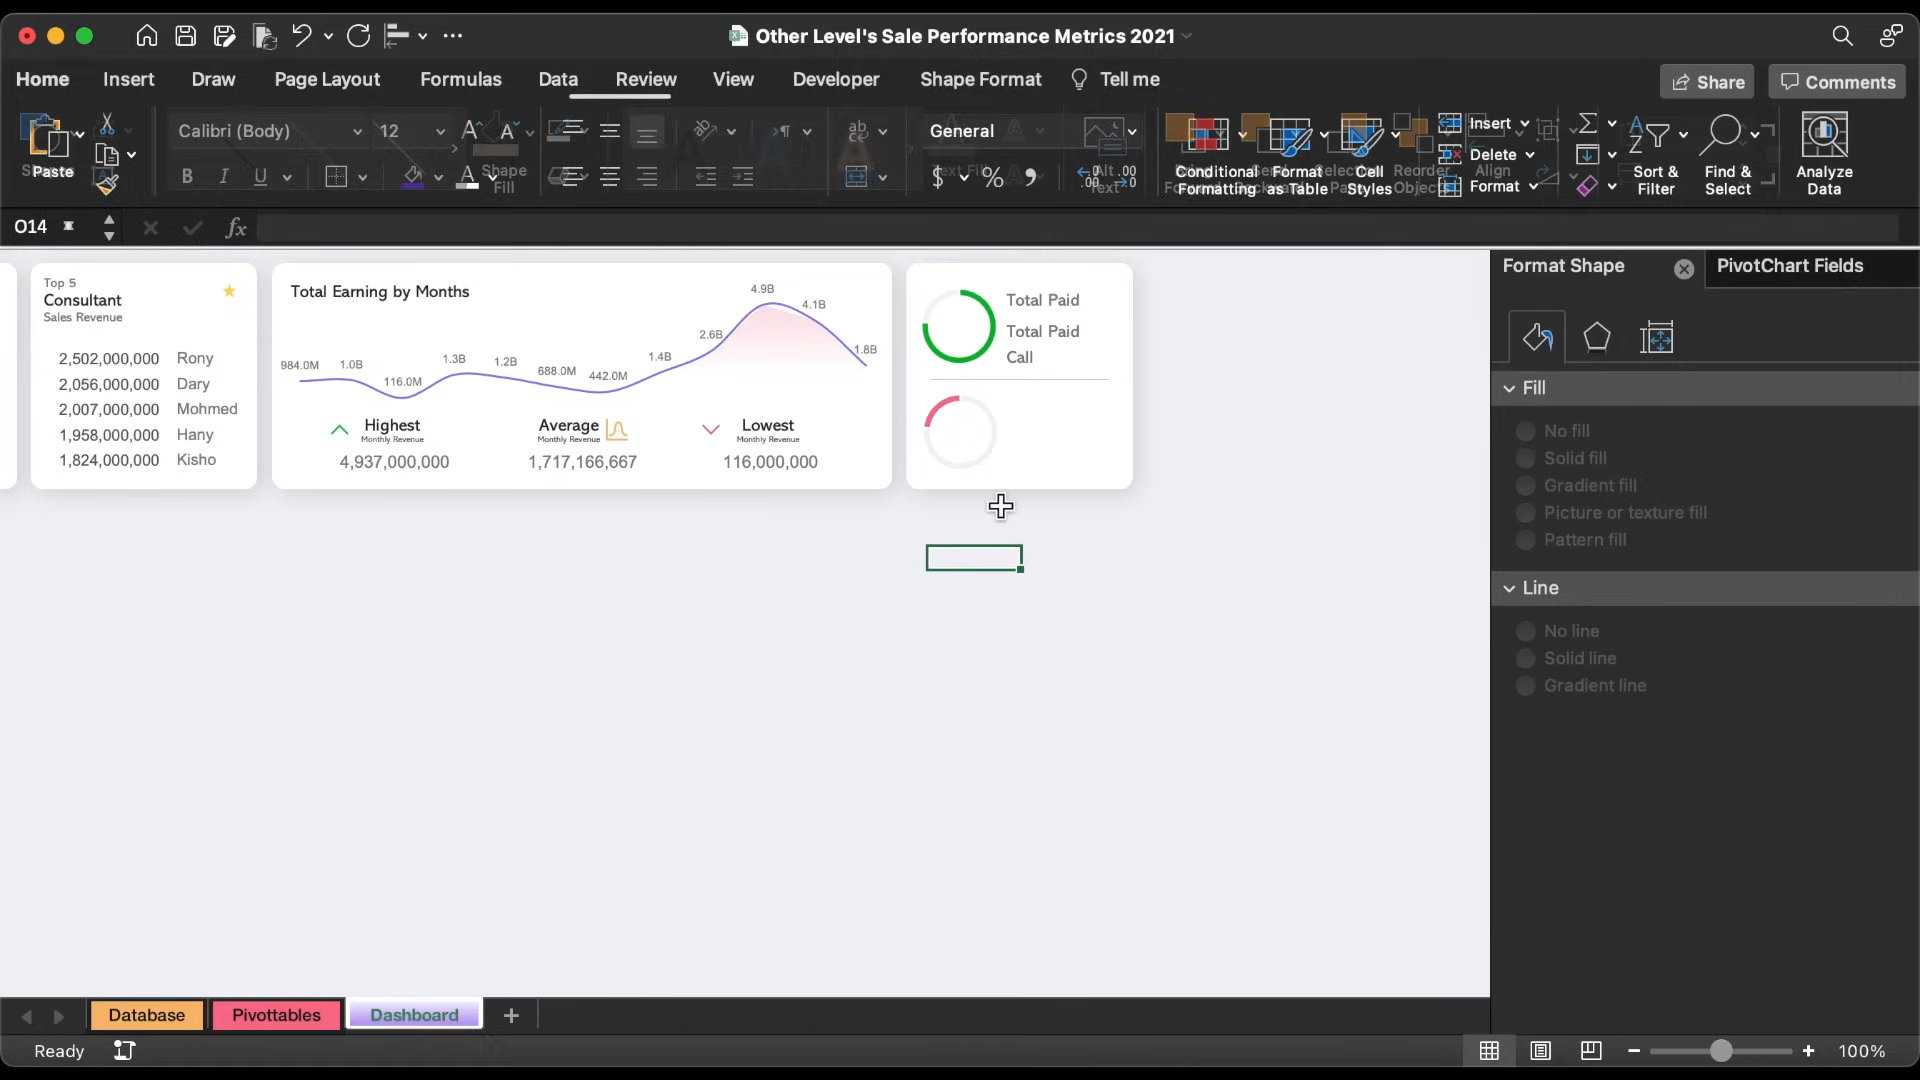 Other Level's Sale Performance Metrics 2021
Home Insert Draw Page Layout Formulas Data Review View Developer Shape Format Tell me
Share Comments
Paste
Calibri (Body) 12
Shape
Fill
General
Conditional
Formatting
Format
as Table
Cell
Styles
Insert
Delete
Format
Sort &
Filter
Find &
Select
Analyze
Data
O14
fx
Top 5
Consultant
Sales Revenue
2,502,000,000 Rony
2,056,000,000 Dary
2,007,000,000 Mohmed
1,958,000,000 Hany
1,824,000,000 Kisho
Total Earning by Months
984.0M 1.0B 116.0M 1.3B 1.2B 688.0M 442.0M 1.4B 2.6B 4.9B 4.1B 1.8B
Highest
Monthly Revenue
4,937,000,000
Average
Monthly Revenue
1,717,166,667
Lowest
Monthly Revenue
116,000,000
Total Paid
Total Paid
Call
Format Shape
PivotChart Fields
Fill
No fill
Solid fill
Gradient fill
Picture or texture fill
Pattern fill
Line
No line
Solid line
Gradient line
Database Pivottables Dashboard
Ready
100%